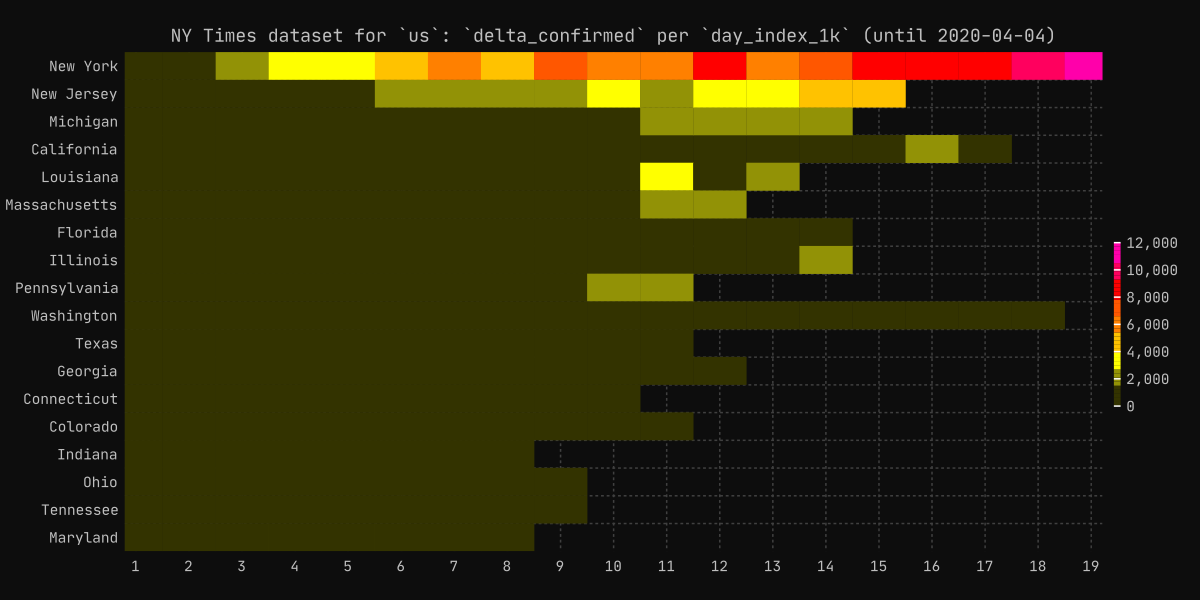 NY Times dataset for `us`: `delta_confirmed` per `day_index_1k` (until 2020-04-04)
New York
New Jersey
Michigan
California
Louisiana
Massachusetts
Florida
Illinois
Pennsylvania
Washington
Texas
Georgia
Connecticut
Colorado
Indiana
Ohio
Tennessee
Maryland
1 2 3 4 5 6 7 8 9 10 11 12 13 14 15 16 17 18 19
12,000
10,000
8,000
6,000
4,000
2,000
0